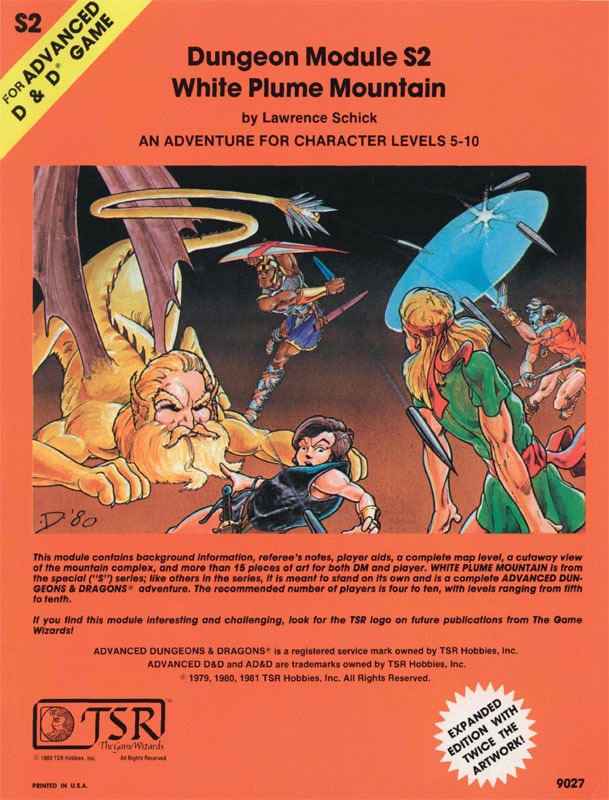 S2
FOR ADVANCED
D & D® GAME
Dungeon Module S2
White Plume Mountain
by Lawrence Schick
AN ADVENTURE FOR CHARACTER LEVELS 5-10
:D '80
This module contains background information, referee's notes, player aids, a complete map level, a cutaway view
of the mountain complex, and more than 15 pieces of art for both DM and player. WHITE PLUME MOUNTAIN is from
the special ("S") series; like others in the series, it is meant to stand on its own and is a complete ADVANCED DUN-
GEONS & DRAGONS® adventure. The recommended number of players is four to ten, with levels ranging from fifth
to tenth.
If you find this module interesting and challenging, look for the TSR logo on future publications from The Game
Wizards!
ADVANCED DUNGEONS & DRAGONS® is a registered service mark owned by TSR Hobbies, Inc.
ADVANCED D&D and AD&D are trademarks owned by TSR Hobbies, Inc.
© 1979, 1980, 1981 TSR Hobbies, Inc. All Rights Reserved.
TSR™
The Game Wizards
© 1980 TSR Hobbies, Inc. All Rights Reserved
EXPANDED
EDITION WITH
TWICE THE
ARTWORK!
PRINTED IN U.S.A.
9027